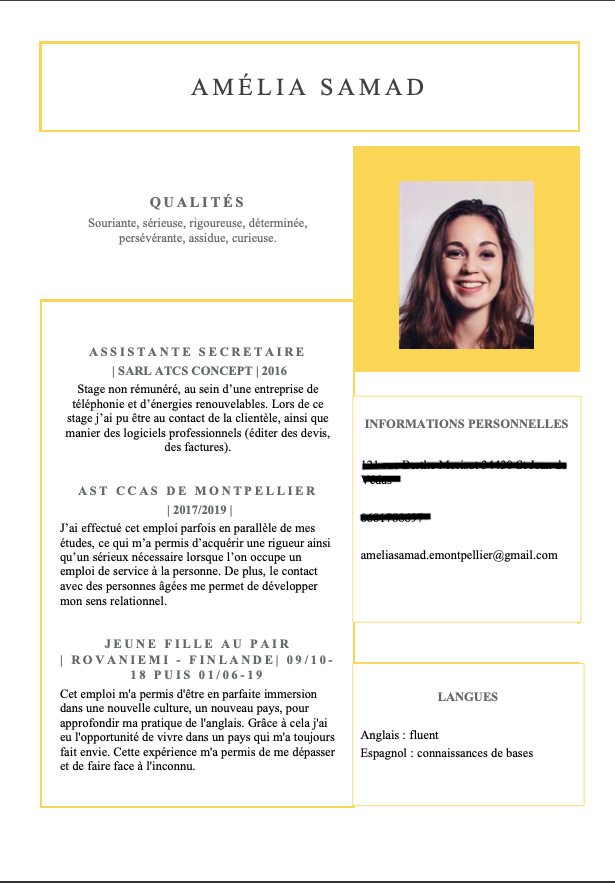 AMÉLIA SAMAD
QUALITÉS
Souriante, sérieuse, rigoureuse, déterminée,
persévérante, assidue, curieuse.
ASSISTANTE SECRETAIRE
| SARL ATCS CONCEPT | 2016
Stage non rémunéré, au sein d’une entreprise de
téléphonie et d’énergies renouvelables. Lors de ce
stage j’ai pu être au contact de la clientèle, ainsi que
manier des logiciels professionnels (éditer des devis,
des factures).
AST CCAS DE MONTPELLIER
| 2017/2019 |
J’ai effectué cet emploi parfois en parallèle de mes
études, ce qui m’a permis d’acquérir une rigueur ainsi
qu’un sérieux nécessaire lorsque l’on occupe un
emploi de service à la personne. De plus, le contact
avec des personnes âgées me permet de développer
mon sens relationnel.
JEUNE FILLE AU PAIR
| ROVANIEMI - FINLANDE| 09/10-
18 PUIS 01/06-19
Cet emploi m'a permis d'être en parfaite immersion
dans une nouvelle culture, un nouveau pays, pour
approfondir ma pratique de l'anglais. Grâce à cela j'ai
eu l'opportunité de vivre dans un pays qui m'a toujours
fait envie. Cette expérience m'a permis de me dépasser
et de faire face à l'inconnu.
INFORMATIONS PERSONNELLES
ameliasamad.emontpellier@gmail.com
LANGUES
Anglais : fluent
Espagnol : connaissances de bases